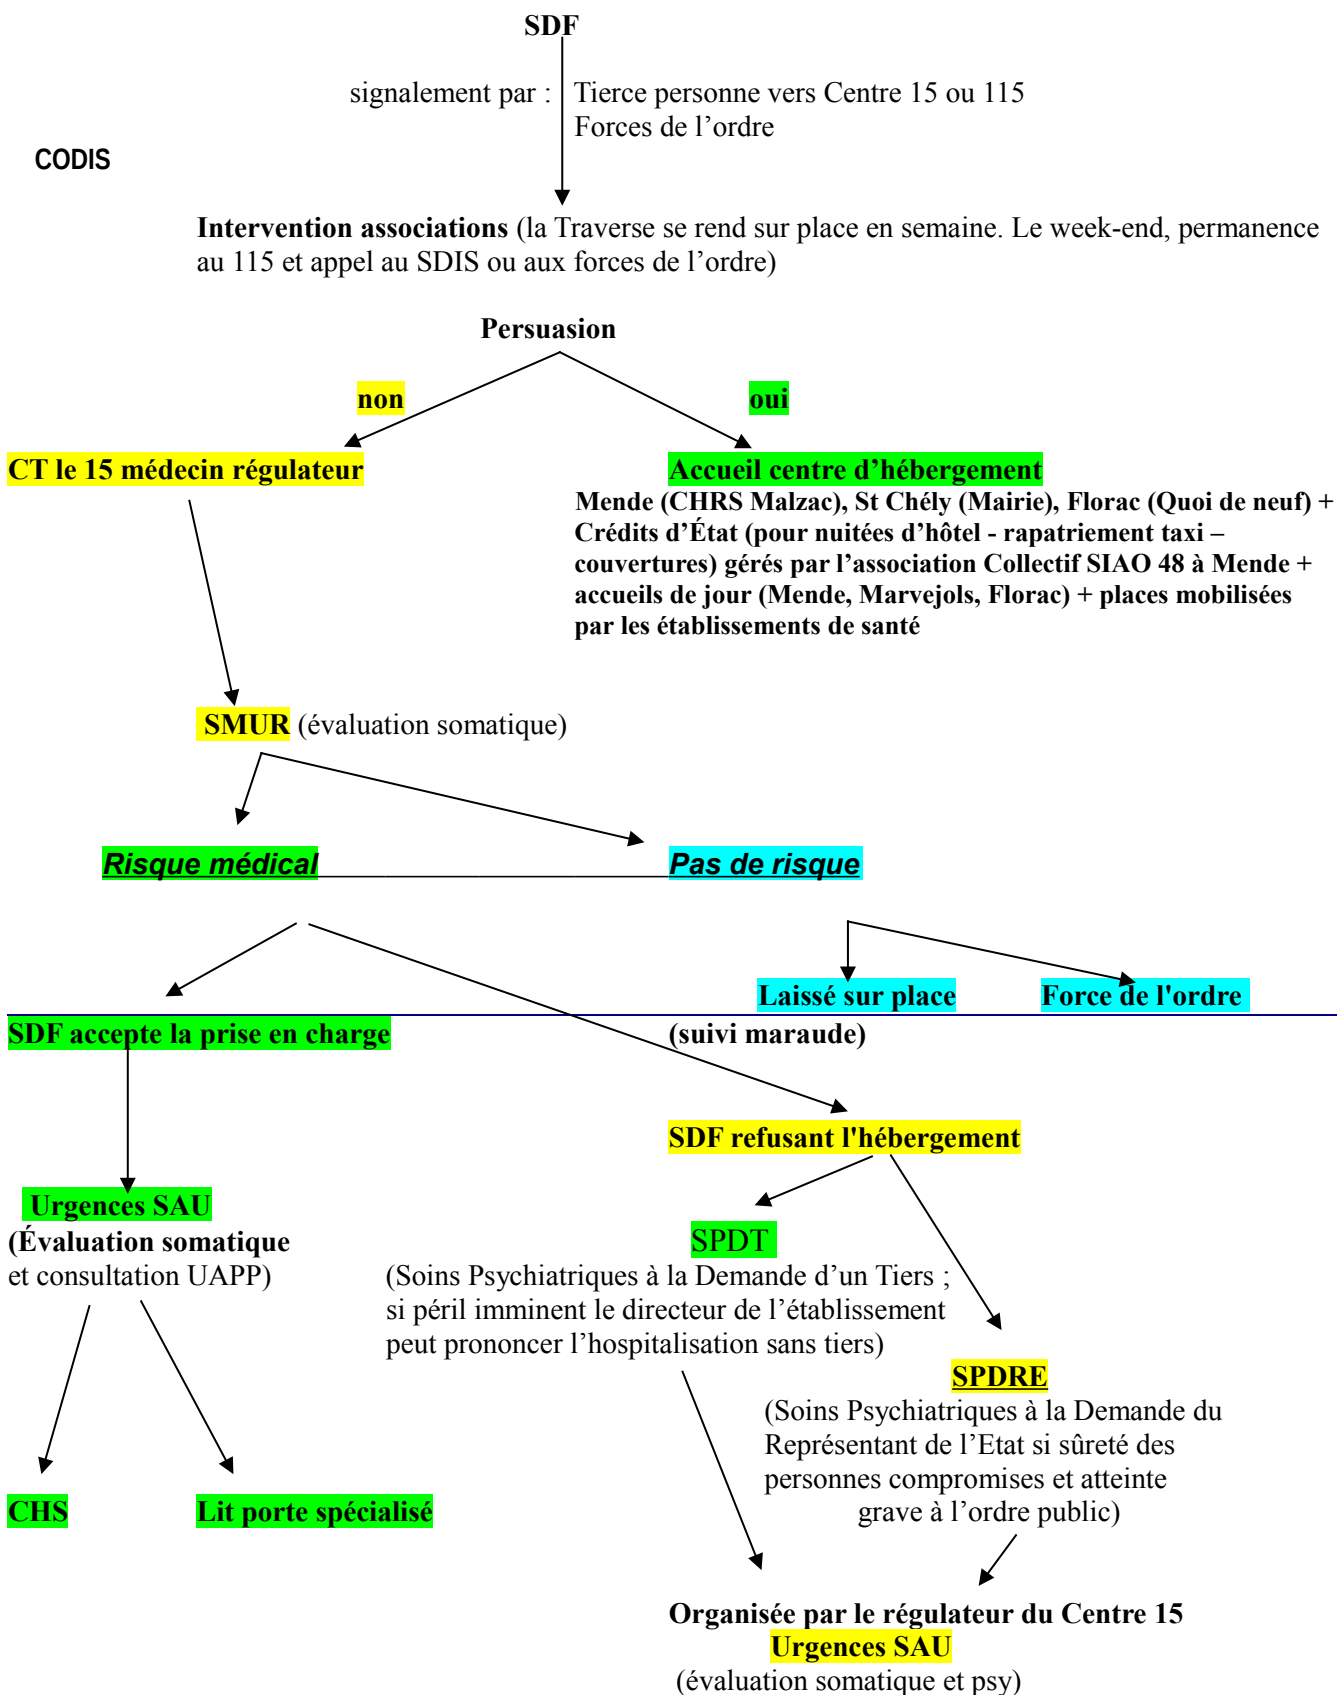 SDF
signalement par : Tierce personne vers Centre 15 ou 115
Forces de l’ordre
CODIS
Intervention associations (la Traverse se rend sur place en semaine. Le week-end, permanence
au 115 et appel au SDIS ou aux forces de l’ordre)
Persuasion
non
oui
CT le 15 médecin régulateur
Accueil centre d’hébergement
Mende (CHRS Malzac), St Chély (Mairie), Florac (Quoi de neuf) +
Crédits d’État (pour nuitées d’hôtel - rapatriement taxi –
couvertures) gérés par l’association Collectif SIAO 48 à Mende +
accueils de jour (Mende, Marvejols, Florac) + places mobilisées
par les établissements de santé
SMUR (évaluation somatique)
Risque médical
Pas de risque
Laissé sur place
Force de l'ordre
SDF accepte la prise en charge
(suivi maraude)
SDF refusant l'hébergement
Urgences SAU
(Évaluation somatique
et consultation UAPP)
SPDT
(Soins Psychiatriques à la Demande d’un Tiers ;
si péril imminent le directeur de l’établissement
peut prononcer l’hospitalisation sans tiers)
SPDRE
(Soins Psychiatriques à la Demande du
Représentant de l’Etat si sûreté des
personnes compromises et atteinte
grave à l’ordre public)
CHS
Lit porte spécialisé
Organisée par le régulateur du Centre 15
Urgences SAU
(évaluation somatique et psy)